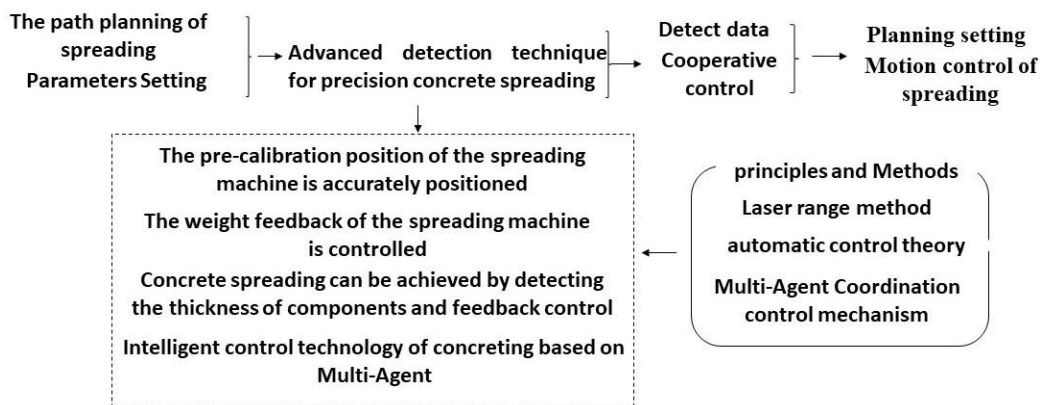 The path planning of
spreading
Parameters Setting
Advanced detection technique
for precision concrete spreading
Detect data
Cooperative
control
Planning setting
Motion control of
spreading
The pre-calibration position of the spreading
machine is accurately positioned
The weight feedback of the spreading machine
is controlled
Concrete spreading can be achieved by detecting
the thickness of components and feedback control
Intelligent control technology of concreting based on
Multi-Agent
principles and Methods
Laser range method
automatic control theory
Multi-Agent Coordination
control mechanism